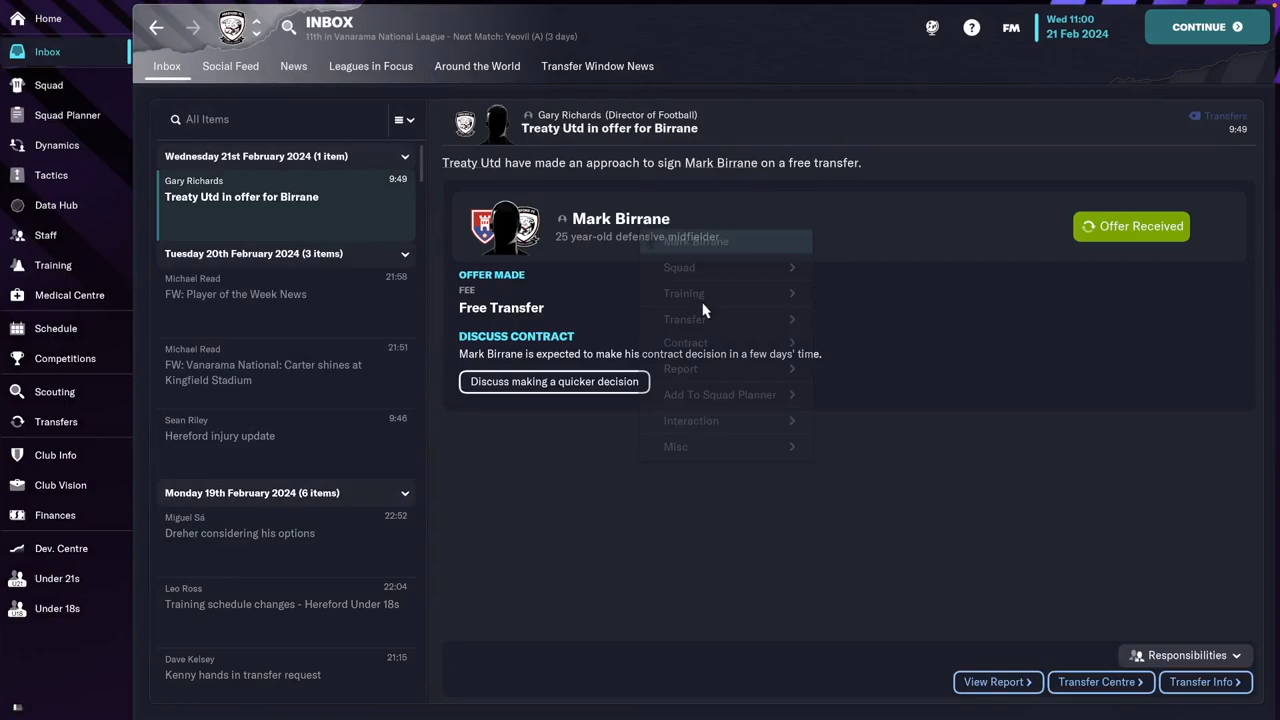 Home
Inbox
Squad
Squad Planner
Dynamics
Tactics
Data Hub
Staff
Training
Medical Centre
Schedule
Competitions
Scouting
Transfers
Club Info
Club Vision
Finances
Dev. Centre
U21
Under 21s
U18
Under 18s
INBOX
11th in Vanarama National League - Next Match: Yeovil (A) (3 days)
?
FM
Wed 11:00
21 Feb 2024
CONTINUE
Inbox
Social Feed
News
Leagues in Focus
Around the World
Transfer Window News
All Items
Wednesday 21st February 2024 (1 item)
Gary Richards
9:49
Treaty Utd in offer for Birrane
Tuesday 20th February 2024 (3 items)
Michael Read
21:58
FW: Player of the Week News
Michael Read
21:51
FW: Vanarama National: Carter shines at
Kingfield Stadium
Sean Riley
9:46
Hereford injury update
Monday 19th February 2024 (6 items)
Miguel Sá
22:52
Dreher considering his options
Leo Ross
22:04
Training schedule changes - Hereford Under 18s
Dave Kelsey
21:15
Kenny hands in transfer request
Gary Richards (Director of Football)
Treaty Utd in offer for Birrane
Transfers
9:49
Treaty Utd have made an approach to sign Mark Birrane on a free transfer.
Mark Birrane
25 year-old defensive midfielder
Offer Received
OFFER MADE
FEE
Free Transfer
DISCUSS CONTRACT
Mark Birrane is expected to make his contract decision in a few days' time.
Discuss making a quicker decision
Mark Birrane
Squad
Training
Transfer
Contract
Report
Add To Squad Planner
Interaction
Misc
Responsibilities
View Report
Transfer Centre
Transfer Info